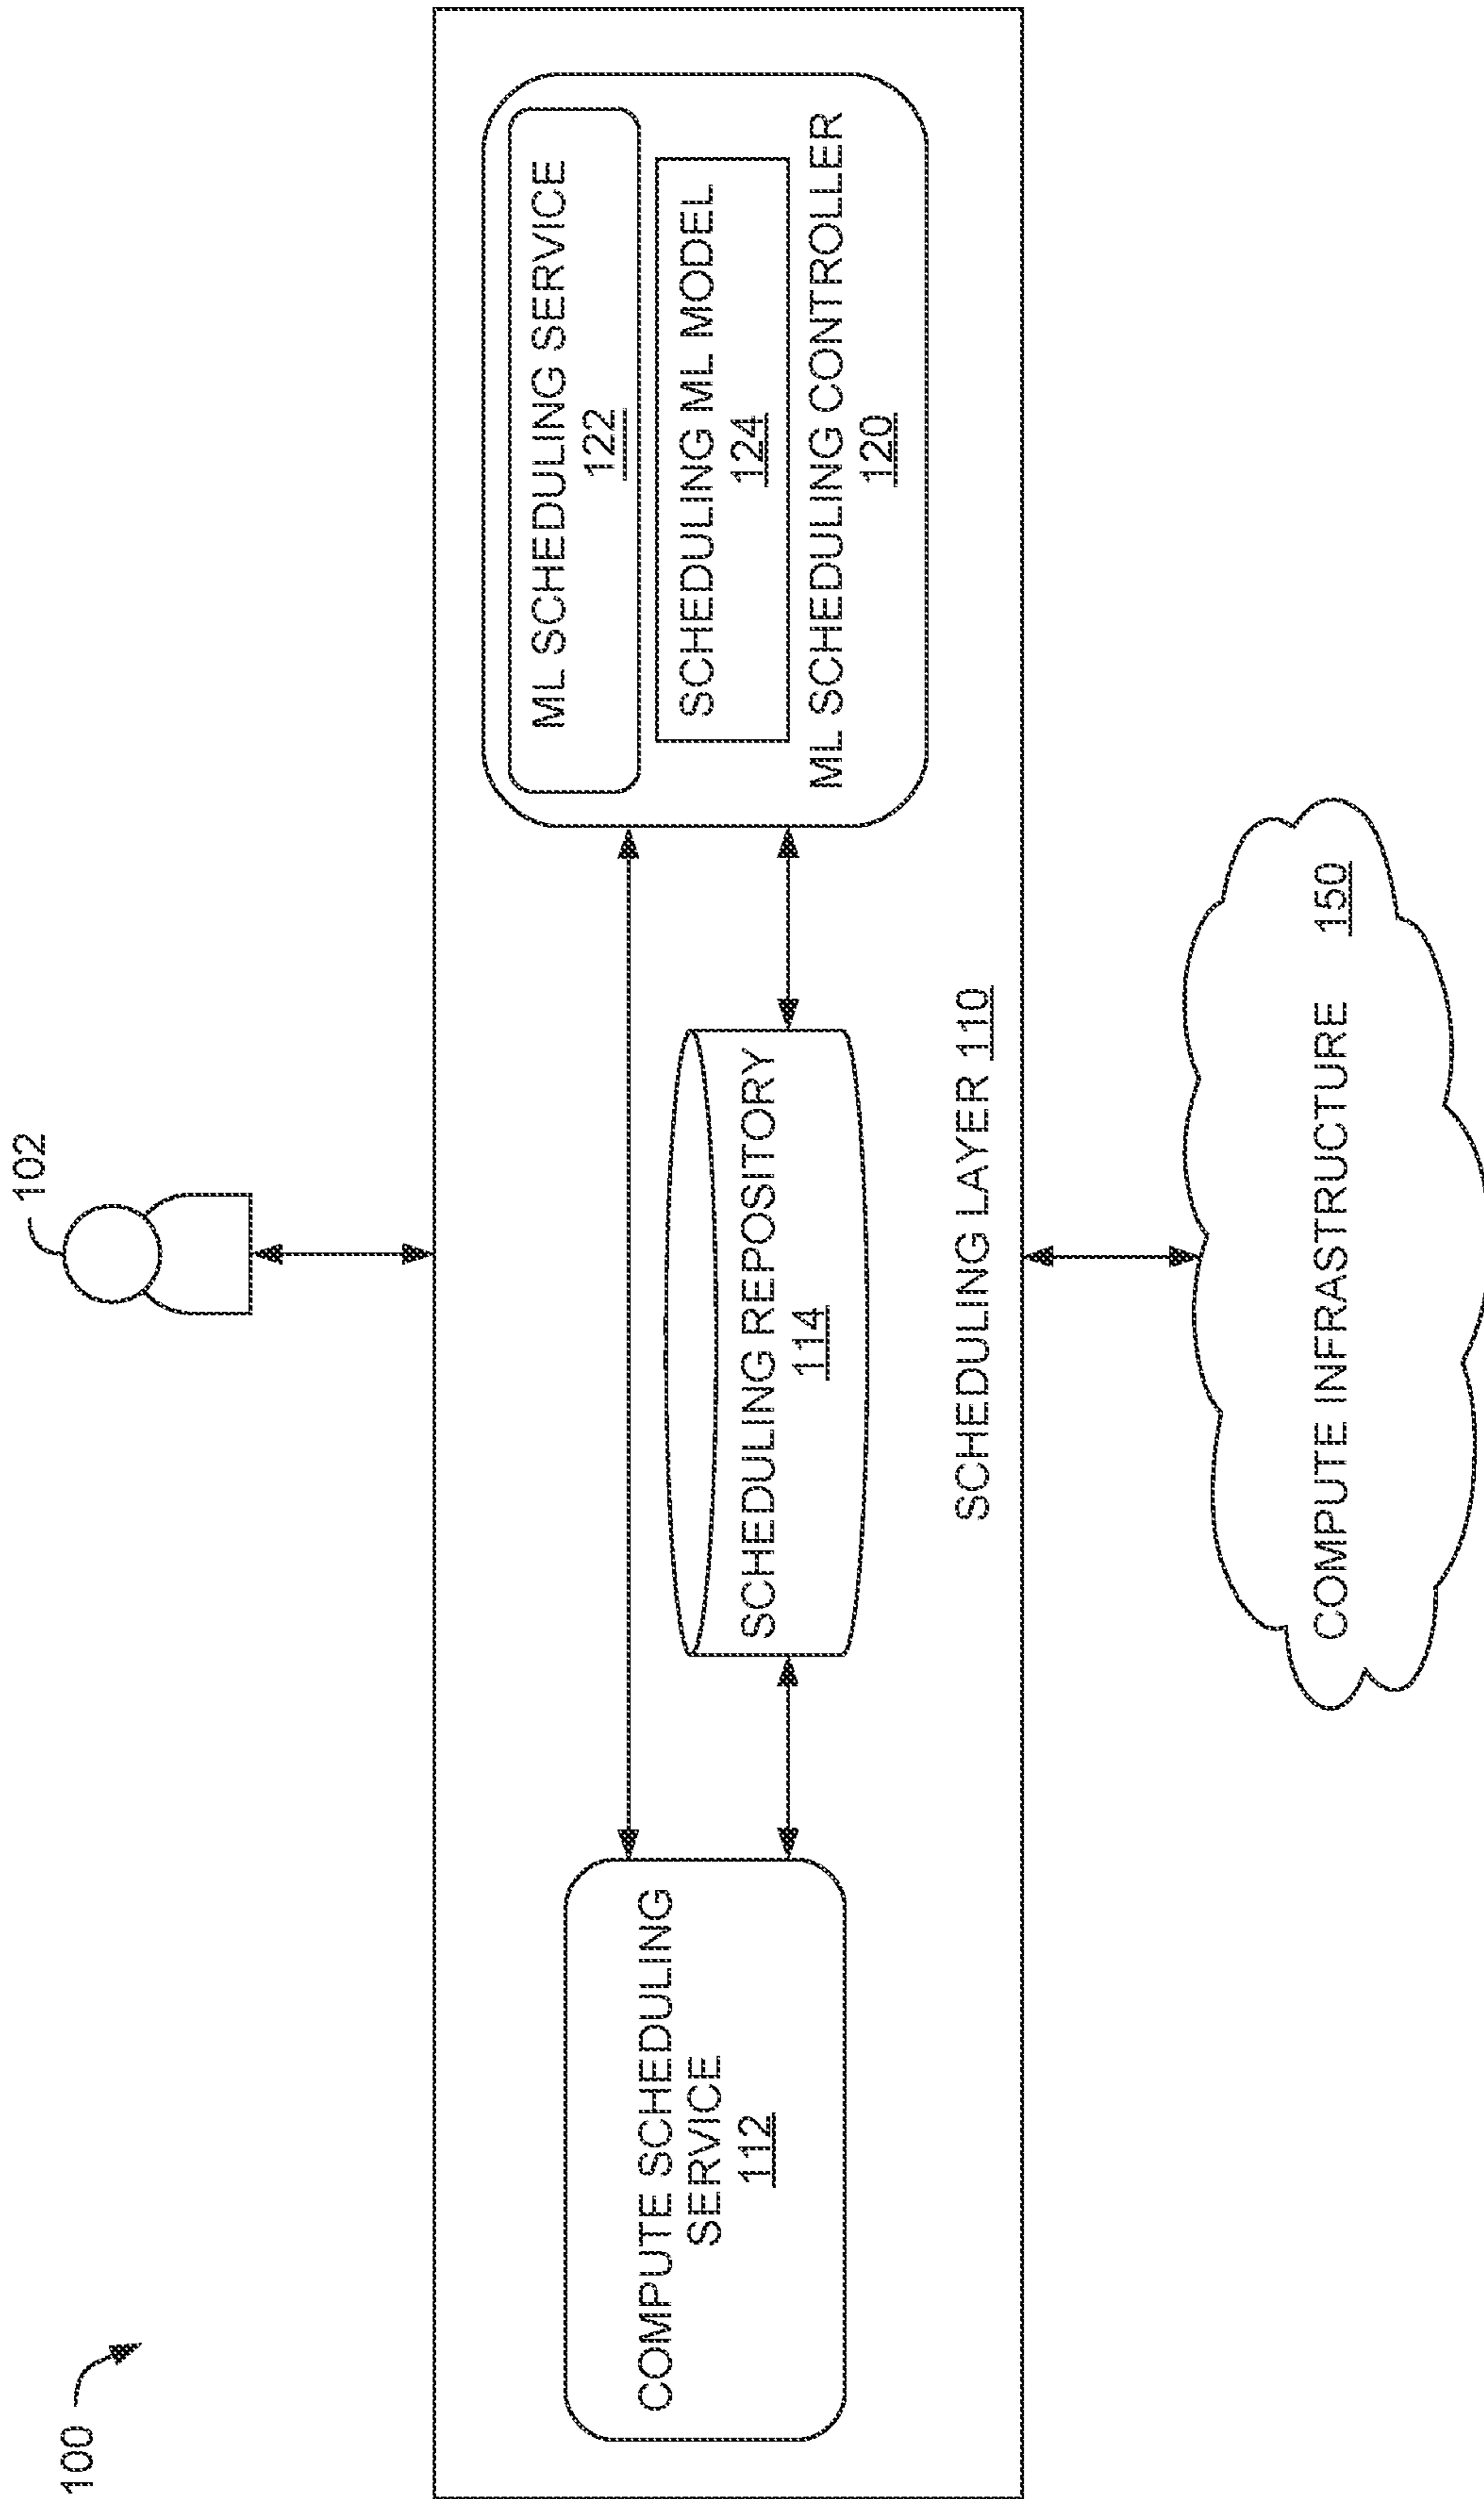 100
102
COMPUTE SCHEDULING
SERVICE
112
SCHEDULING REPOSITORY
114
ML SCHEDULING SERVICE
122
SCHEDULING ML MODEL
124
ML SCHEDULING CONTROLLER
120
SCHEDULING LAYER 110
COMPUTE INFRASTRUCTURE 150